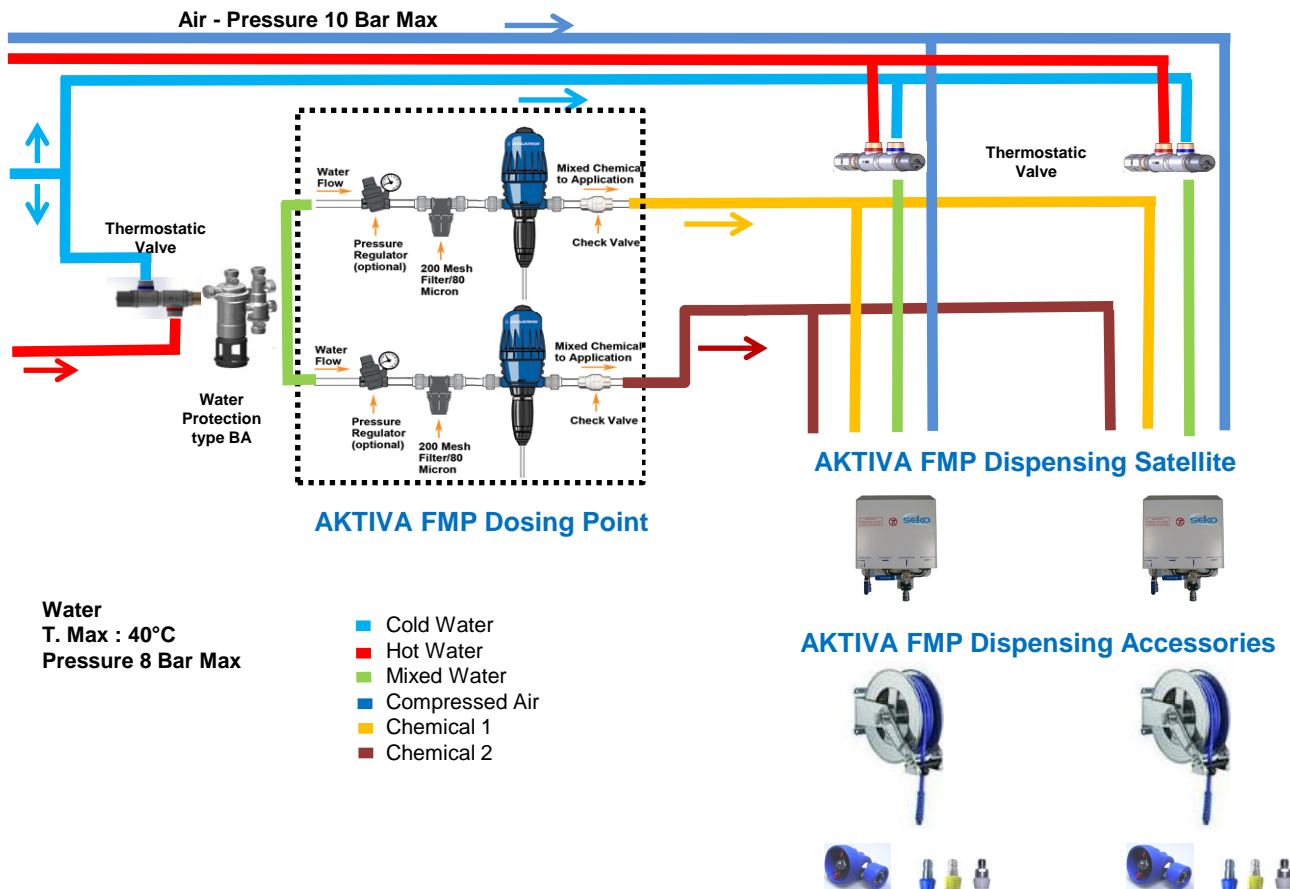 Air - Pressure 10 Bar Max
Thermostatic
Valve
Water
Protection
type BA
Water
Flow
Pressure
Regulator
(optional)
200 Mesh
Filter/80
Micron
Mixed Chemical
to Application
Check Valve
Water
Flow
Pressure
Regulator
(optional)
200 Mesh
Filter/80
Micron
Mixed Chemical
to Application
Check Valve
AKTIVA FMP Dosing Point
Thermostatic
Valve
AKTIVA FMP Dispensing Satellite
seko
seko
AKTIVA FMP Dispensing Accessories
Water
T. Max : 40°C
Pressure 8 Bar Max
Cold Water
Hot Water
Mixed Water
Compressed Air
Chemical 1
Chemical 2